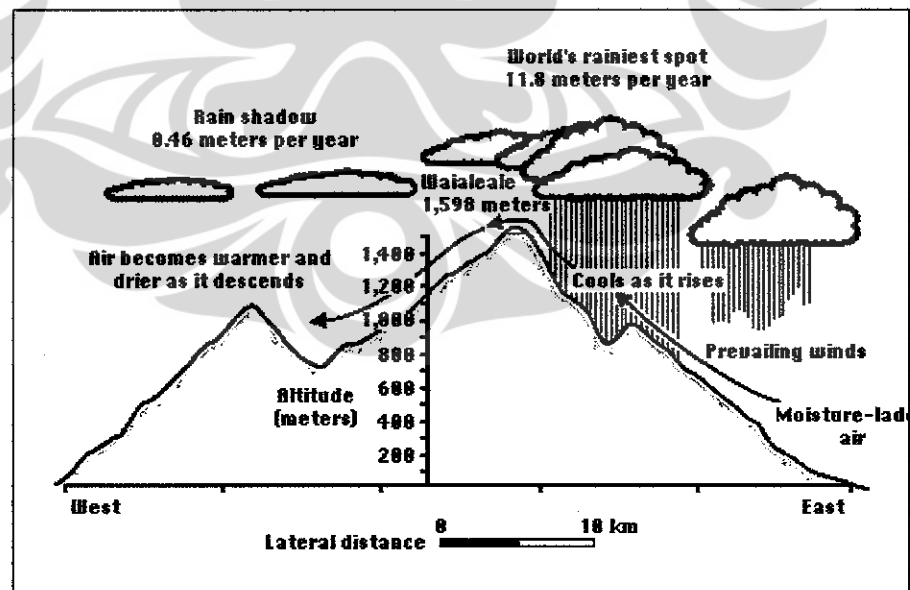 World's rainiest spot
11.8 meters per year
Rain shadow
0.46 meters per year
Waialeale
1,598 meters
Air becomes warmer and
drier as it descends
1,400
1,200
1,000
800
600
400
200
Cools as it rises
Prevailing winds
Altitude
(meters)
Moisture-lade
air
West
East
0
10 km
Lateral distance